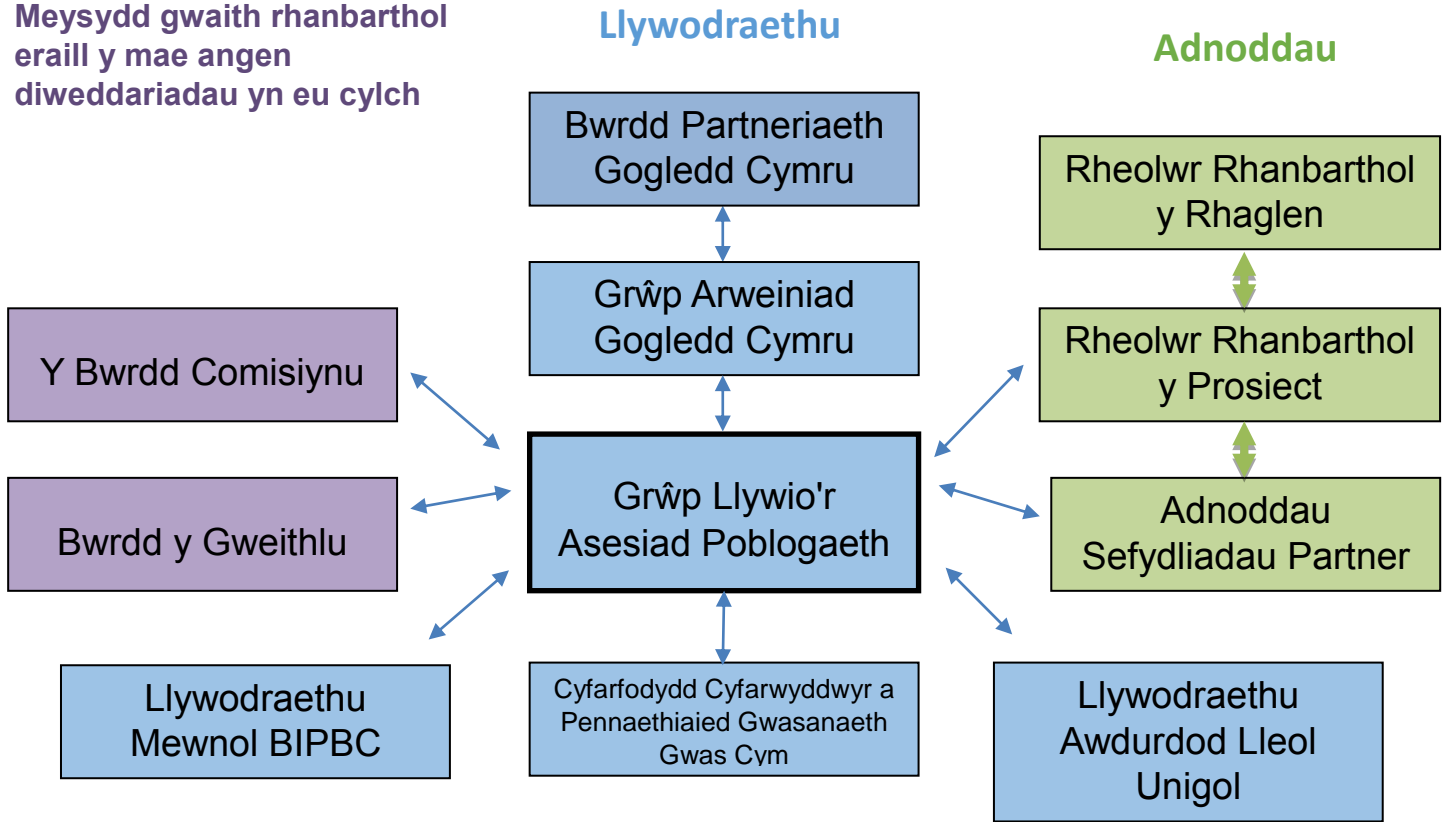 Meysydd gwaith rhanbarthol
eraill y mae angen
diweddariadau yn eu cylch
Llywodraethu
Adnoddau
Bwrdd Partneriaeth
Gogledd Cymru
Rheolwr Rhanbarthol
y Rhaglen
Grŵp Arweiniad
Gogledd Cymru
Y Bwrdd Comisiynu
Rheolwr Rhanbarthol
y Prosiect
Bwrdd y Gweithlu
Grŵp Llywio'r
Asesiad Poblogaeth
Adnoddau
Sefydliadau Partner
Llywodraethu
Mewnol BIPBC
Cyfarfodydd Cyfarwyddwyr a
Pennaethiaied Gwasanaeth
Gwas Cym
Llywodraethu
Awdurdod Lleol
Unigol